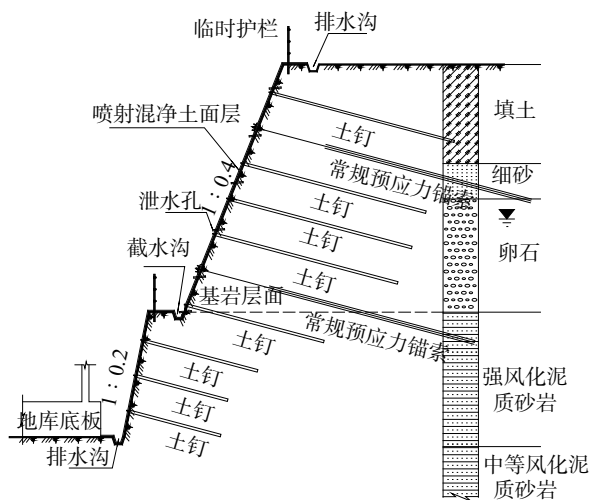 临时护栏
排水沟
喷射混净土面层
土钉
填土
1：0.4
常规预应力锚索
细砂
泄水孔
土钉
土钉
卵石
截水沟
土钉
基岩层面
常规预应力锚索
土钉
1：0.2
土钉
强风化泥
质砂岩
土钉
地库底板
土钉
排水沟
中等风化泥
质砂岩